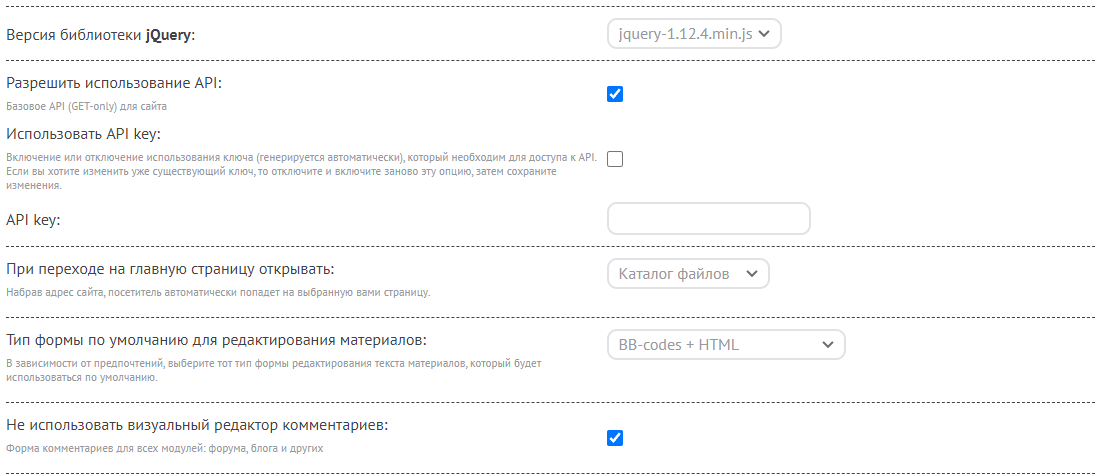 Версия библиотеки jQuery:
jquery-1.12.4.min.js
Разрешить использование API:
Базовое API (GET-only) для сайта
Использовать API key:
Включение или отключение использования ключа (генерируется автоматически), который необходим для доступа к API.
Если вы хотите изменить уже существующий ключ, то отключите и включите заново эту опцию, затем сохраните
изменения.
API key:
При переходе на главную страницу открывать:
Каталог файлов
Набрав адрес сайта, посетитель автоматически попадет на выбранную вами страницу.
Тип формы по умолчанию для редактирования материалов:
BB-codes + HTML
В зависимости от предпочтений, выберите тот тип формы редактирования текста материалов, который будет
использоваться по умолчанию.
Не использовать визуальный редактор комментариев:
Форма комментариев для всех модулей: форума, блога и других